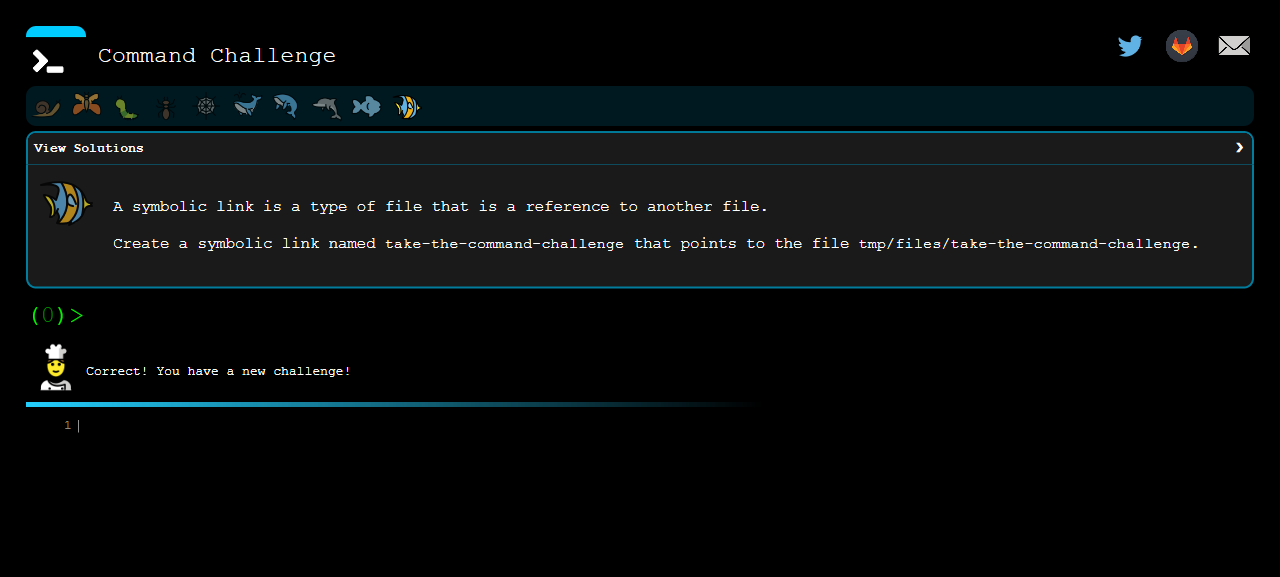 Command Challenge
View Solutions
A symbolic link is a type of file that is a reference to another file.
Create a symbolic link named take-the-command-challenge that points to the file tmp/files/take-the-command-challenge.
(0)>
Correct! You have a new challenge!
1